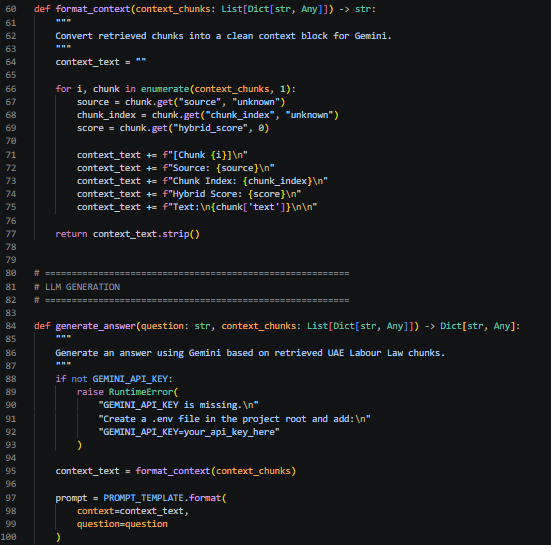 60 def format_context(context_chunks: List[Dict[str, Any]]) -> str:
61     """
62     Convert retrieved chunks into a clean context block for Gemini.
63     """
64     context_text = ""
65
66     for i, chunk in enumerate(context_chunks, 1):
67         source = chunk.get("source", "unknown")
68         chunk_index = chunk.get("chunk_index", "unknown")
69         score = chunk.get("hybrid_score", 0)
70
71         context_text += f"[Chunk {i}]\n"
72         context_text += f"Source: {source}\n"
73         context_text += f"Chunk Index: {chunk_index}\n"
74         context_text += f"Hybrid Score: {score}\n"
75         context_text += f"Text:\n{chunk['text']}\n\n"
76
77     return context_text.strip()
78
79
80 # =========================================================
81 # LLM GENERATION
82 # =========================================================
83
84 def generate_answer(question: str, context_chunks: List[Dict[str, Any]]) -> Dict[str, Any]:
85     """
86     Generate an answer using Gemini based on retrieved UAE Labour Law chunks.
87     """
88     if not GEMINI_API_KEY:
89         raise RuntimeError(
90             "GEMINI_API_KEY is missing.\n"
91             "Create a .env file in the project root and add:\n"
92             "GEMINI_API_KEY=your_api_key_here"
93         )
94
95     context_text = format_context(context_chunks)
96
97     prompt = PROMPT_TEMPLATE.format(
98         context=context_text,
99         question=question
100     )